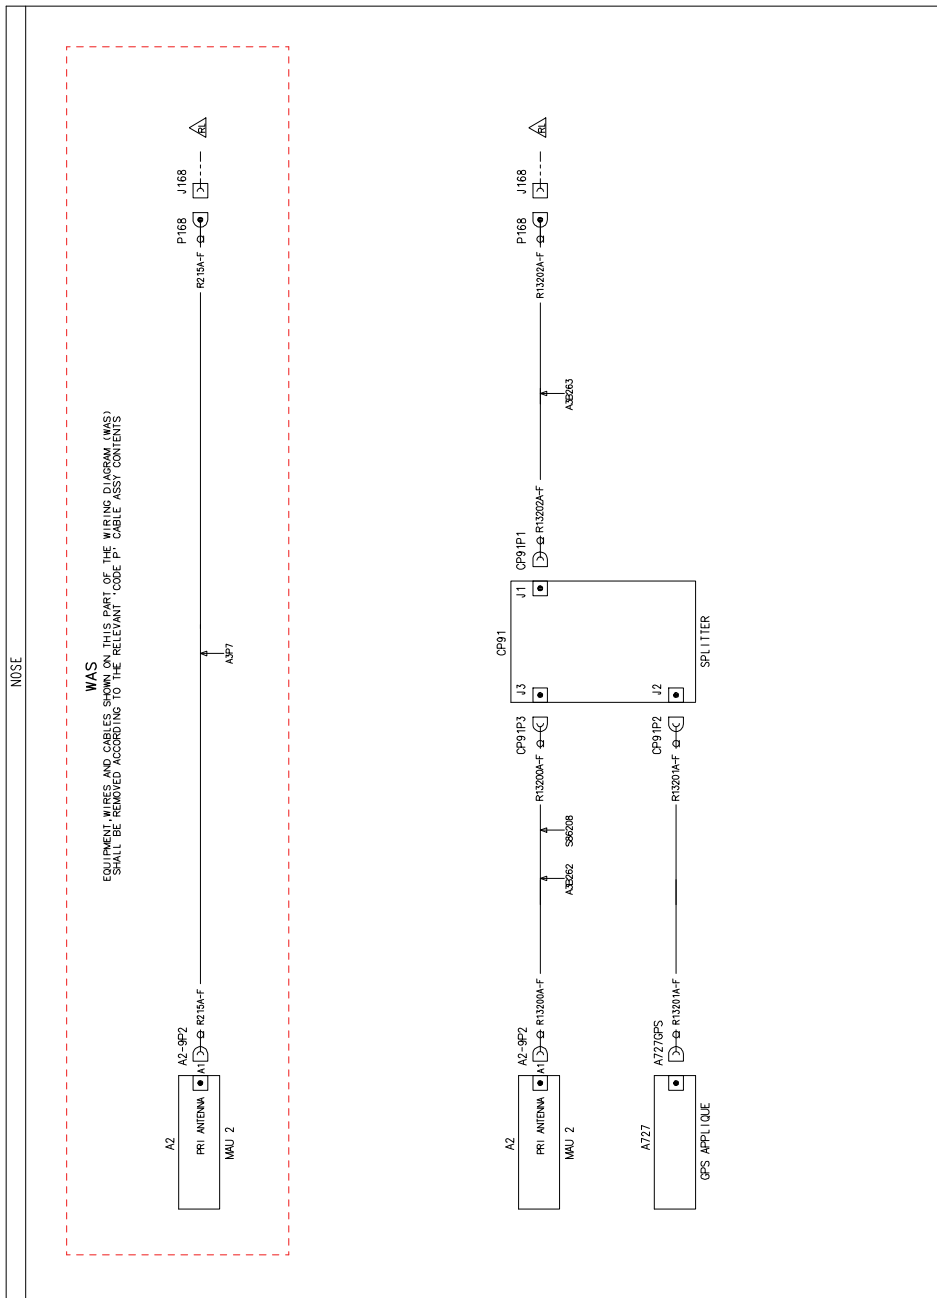 NOSE
WAS
EQUIPMENT, WIRES AND CABLES SHOWN ON THIS PART OF THE WIRING DIAGRAM (WAS)
SHALL BE REMOVED ACCORDING TO THE RELEVANT 'CODE P' CABLE ASSY CONTENTS
A2
PRI ANTENNA
MAU 2
A2-9P2
A1
R215A-F
A3P7
R215A-F
P168
J168
RL
A2
PRI ANTENNA
MAU 2
A2-9P2
A1
R13200A-F
A3B262
S86208
R13200A-F
CP91P3
J3
CP91
J1
CP91P1
R13202A-F
A3B263
R13202A-F
P168
J168
RL
A727
GPS APPLIQUE
A727GPS
R13201A-F
R13201A-F
CP91P2
J2
SPLITTER